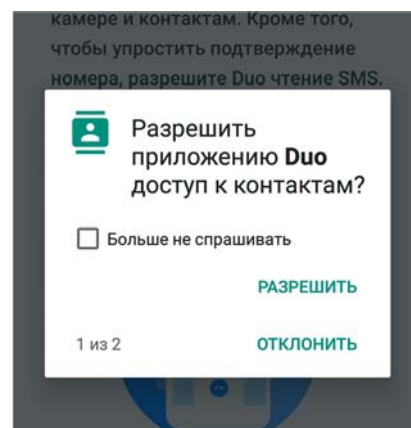 камере и контактам. Кроме того,
чтобы упростить подтверждение
номера, разрешите Duo чтение SMS.
Разрешить
приложению Duo
доступ к контактам?
Больше не спрашивать
РАЗРЕШИТЬ
1 из 2
ОТКЛОНИТЬ